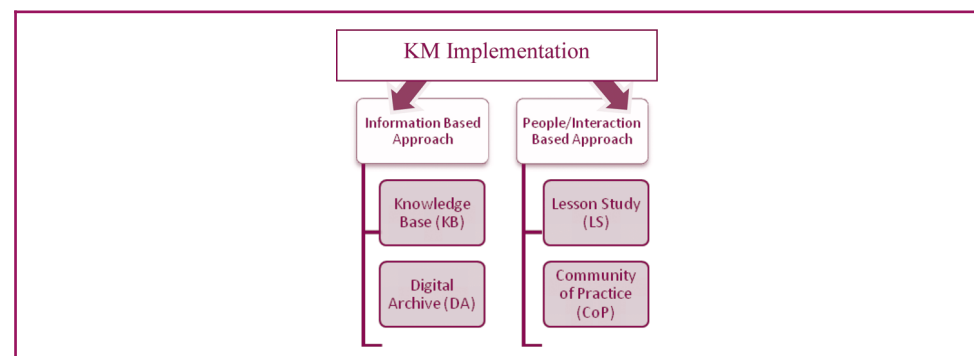 KM Implementation
Information Based
Approach
People/Interaction
Based Approach
Knowledge
Base (KB)
Digital
Archive (DA)
Lesson Study
(LS)
Community
of Practice
(CoP)